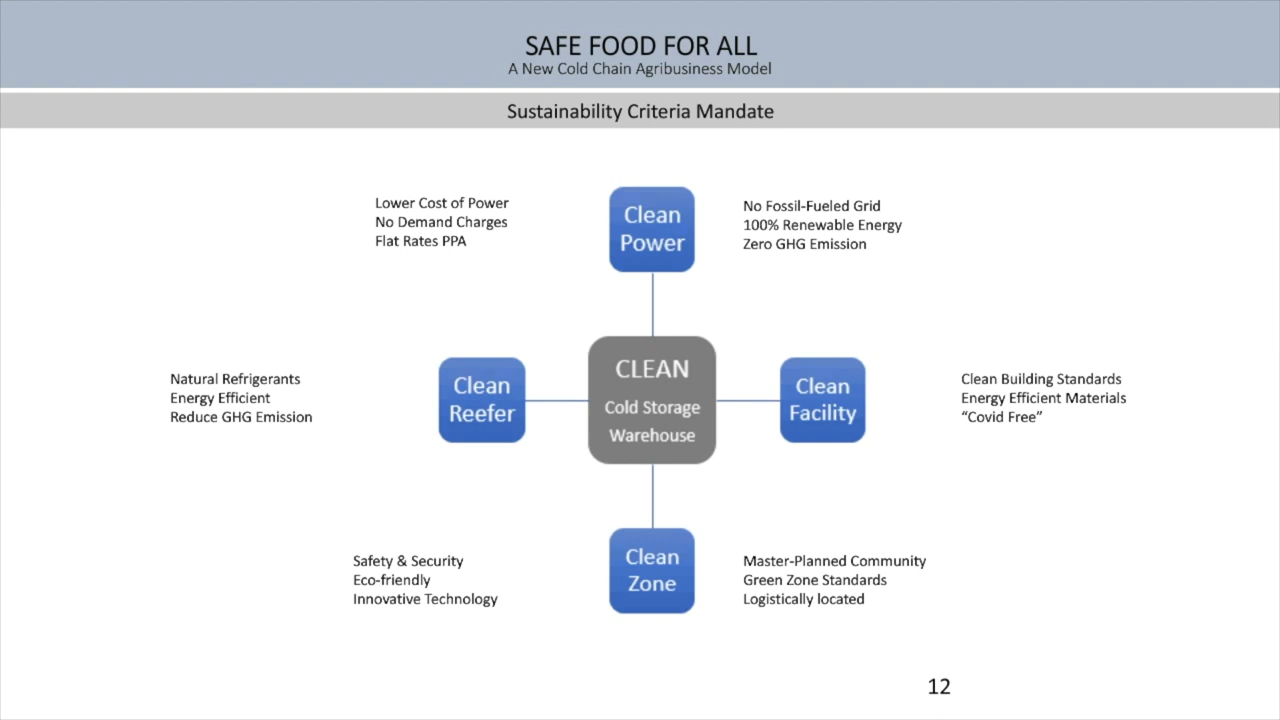 SAFE FOOD FOR ALL
A New Cold Chain Agribusiness Model
Sustainability Criteria Mandate
Lower Cost of Power
No Demand Charges
Flat Rates PPA
Clean
Power
No Fossil-Fueled Grid
100% Renewable Energy
Zero GHG Emission
Natural Refrigerants
Energy Efficient
Reduce GHG Emission
Clean
Reefer
CLEAN
Cold Storage
Warehouse
Clean
Facility
Clean Building Standards
Energy Efficient Materials
“Covid Free”
Safety & Security
Eco-friendly
Innovative Technology
Clean
Zone
Master-Planned Community
Green Zone Standards
Logistically located
12